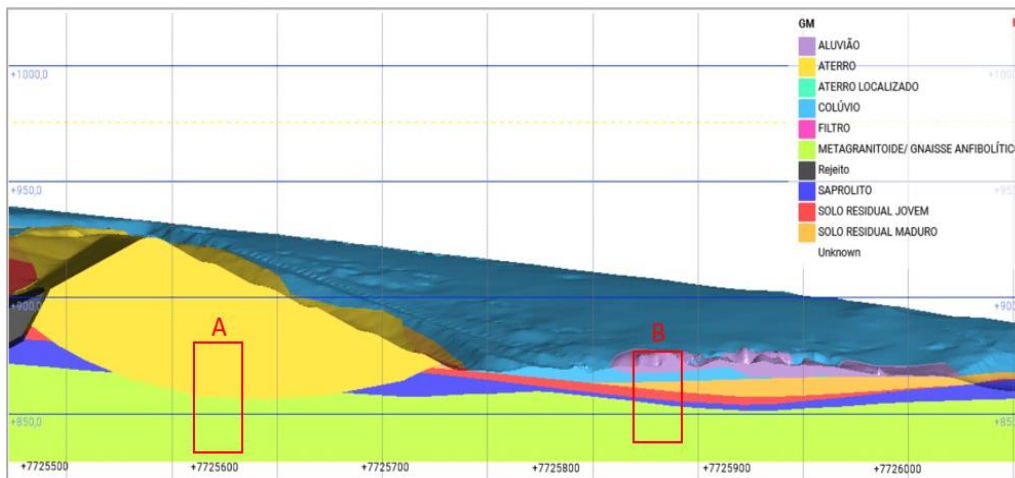 GM
ALUVIÃO
ATERRO
ATERRO LOCALIZADO
COLÚVIO
FILTRO
METAGRANITOIDE/ GNAISSE ANFIBOLÍTICO
Rejeito
SAPROLITO
SOLO RESIDUAL JOVEM
SOLO RESIDUAL MADURO
Unknown
+1000,0
+950,0
+900,0
+850,0
A
B
+7725500 +7725600 +7725700 +7725800 +7725900 +7726000